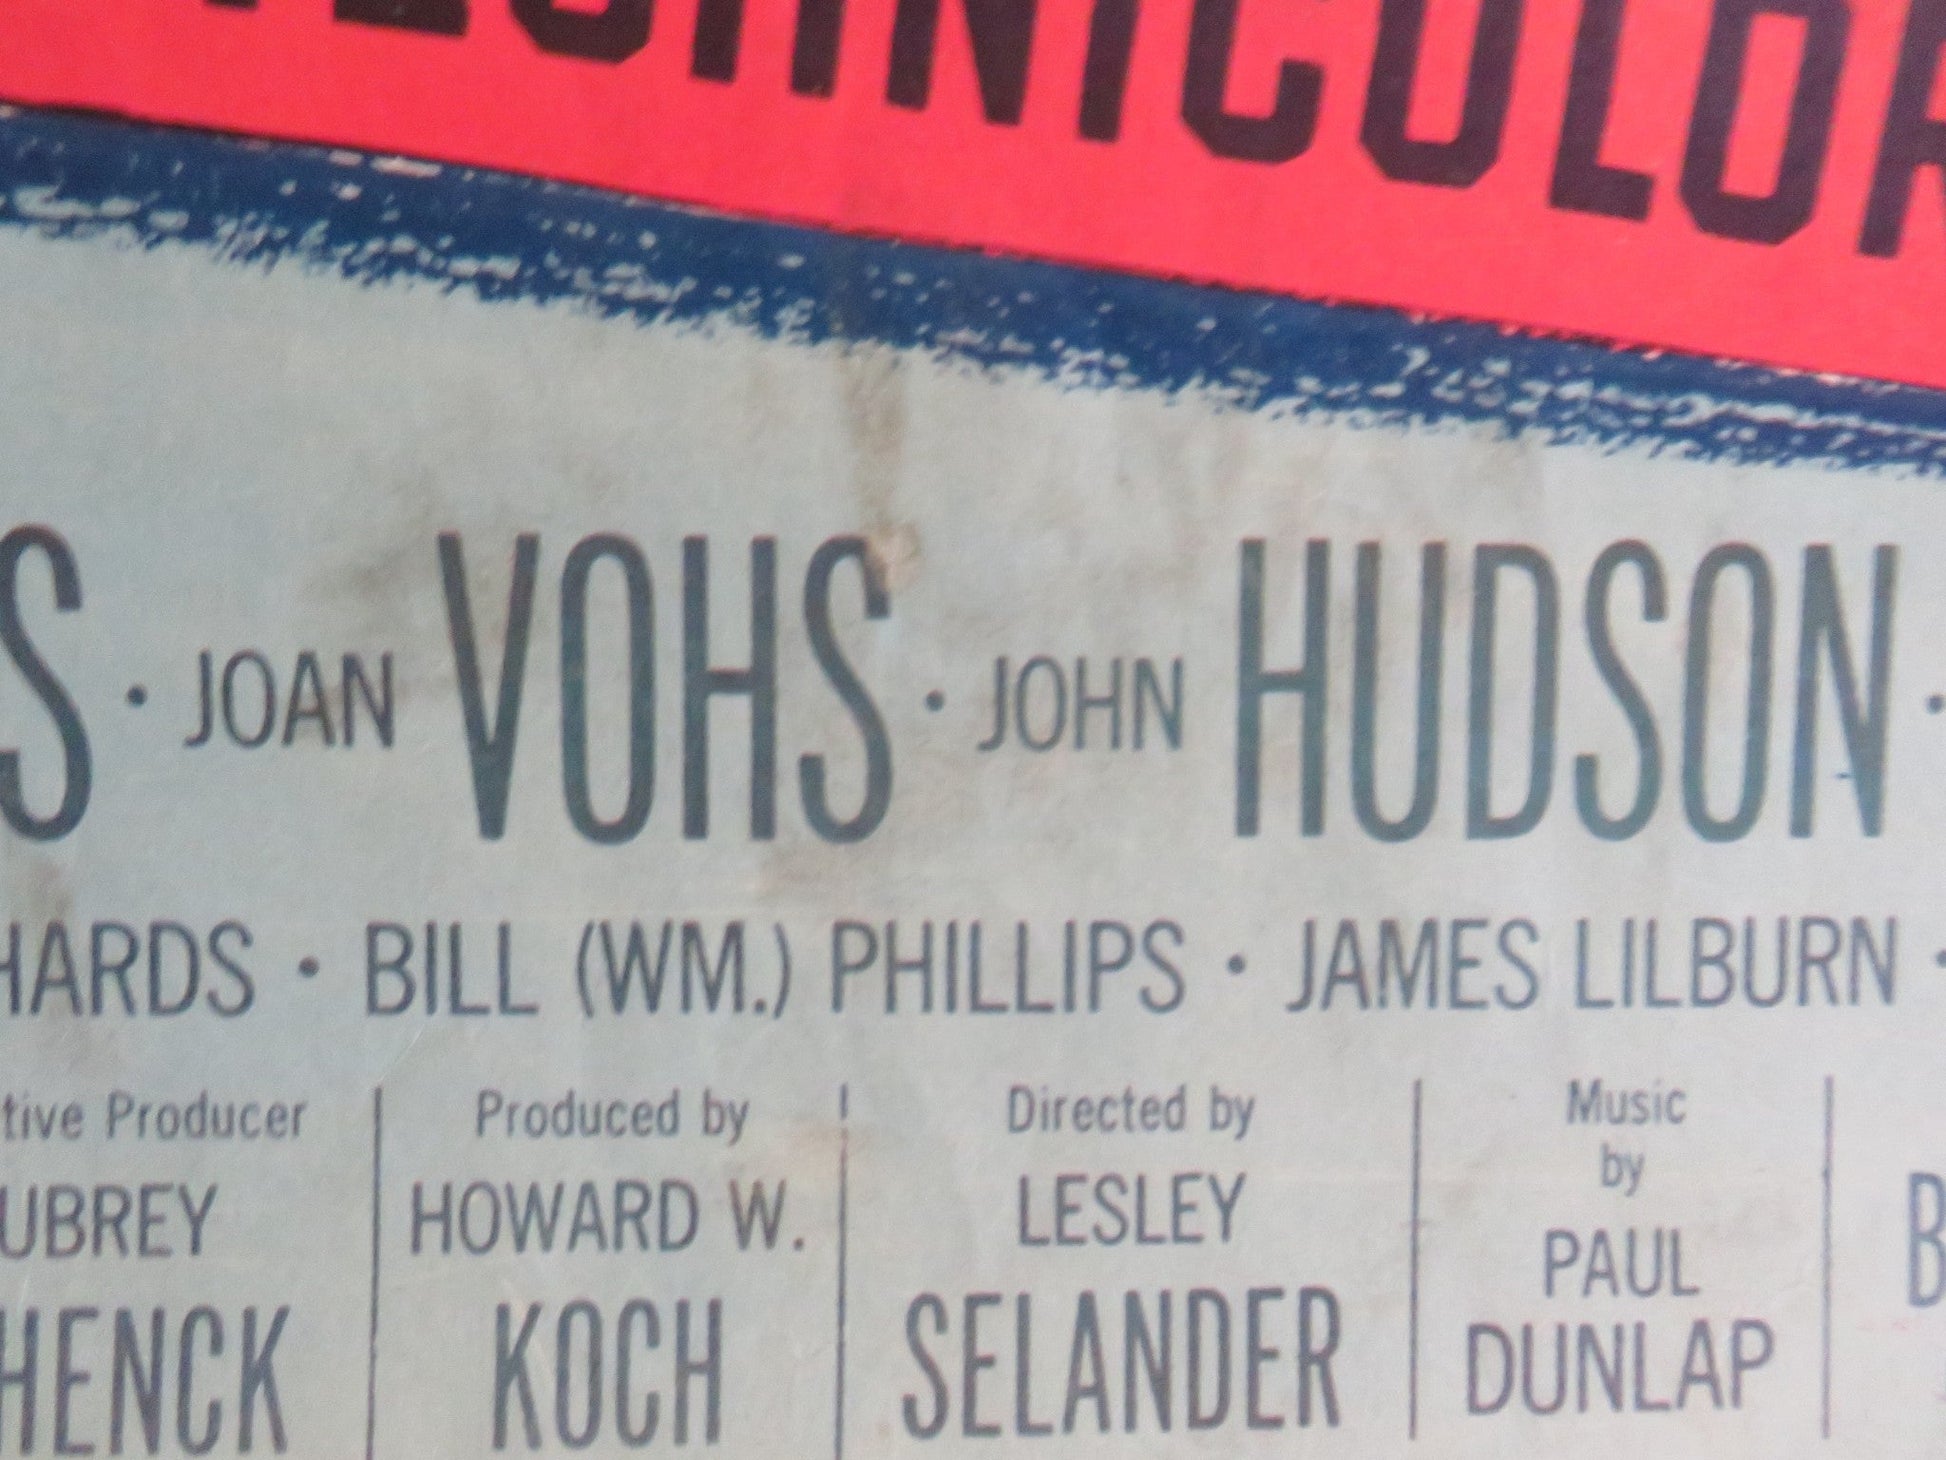 TECHNICOLOR
S • JOAN VOHS • JOHN HUDSON •
HARDS • BILL (WM.) PHILLIPS • JAMES LILBURN •
tive Producer
UBREY
HENCK
Produced by
HOWARD W.
KOCH
Directed by
LESLEY
SELANDER
Music
by
PAUL
DUNLAP
B